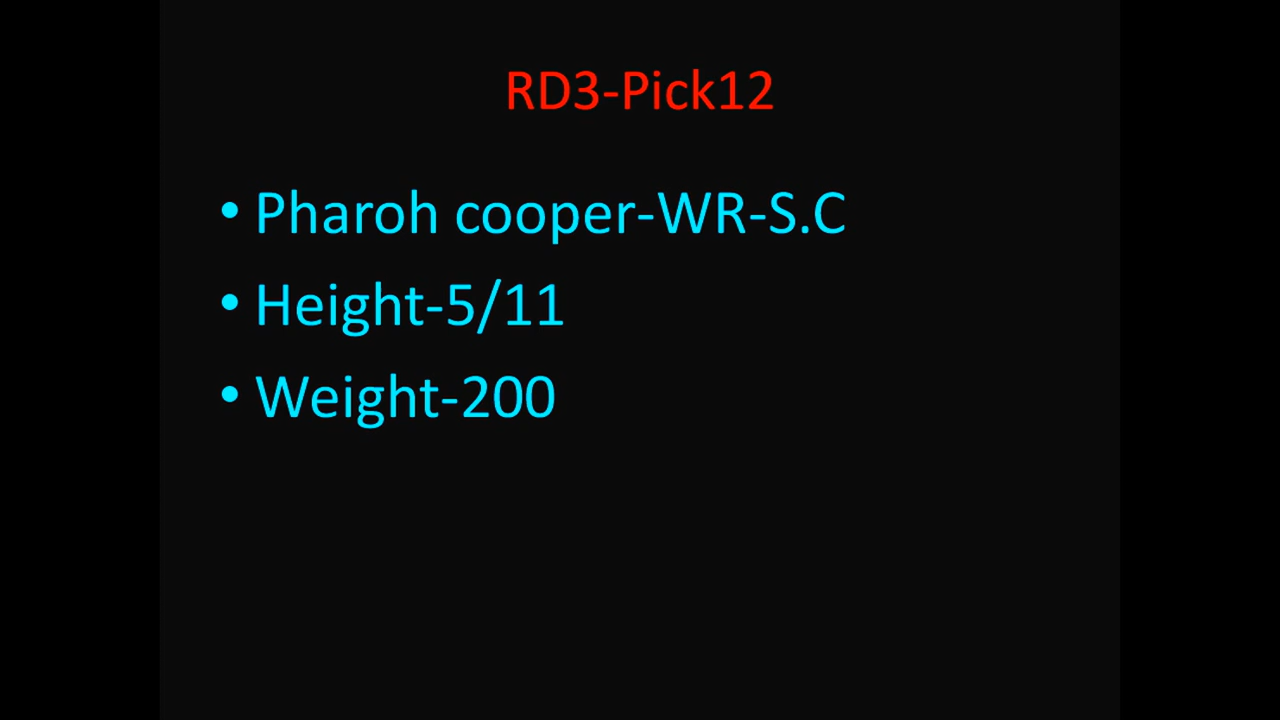 RD3-Pick12
• Pharoh cooper-WR-S.C
• Height-5/11
• Weight-200